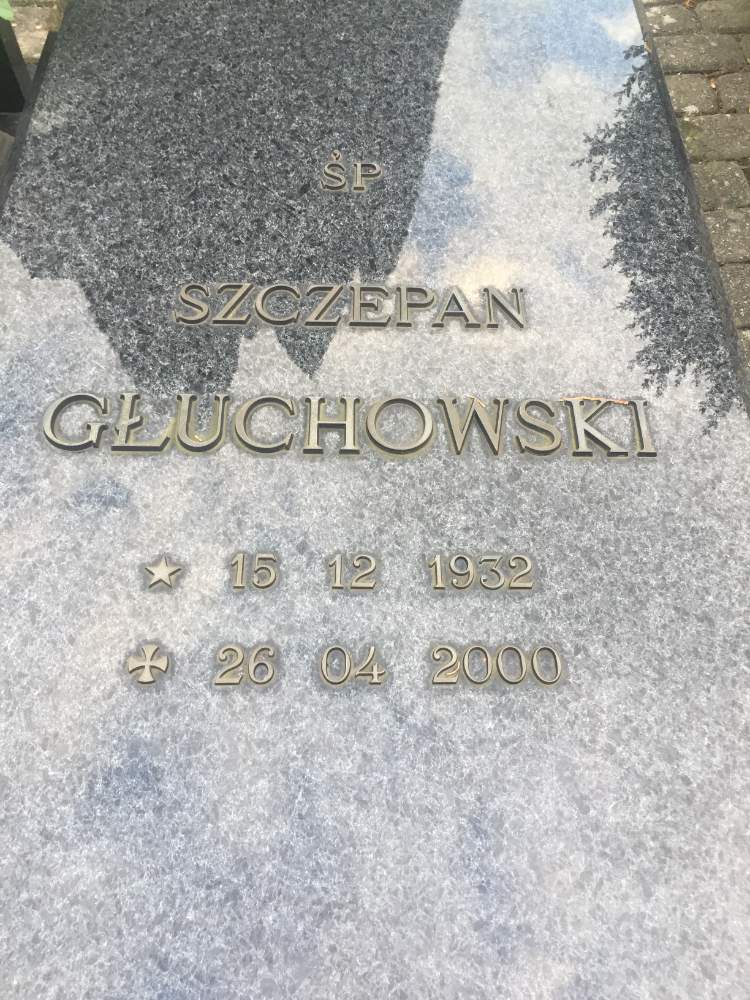 ŚP
SZCZEPAN
GŁUCHOWSKI
15 12 1932
26 04 2000